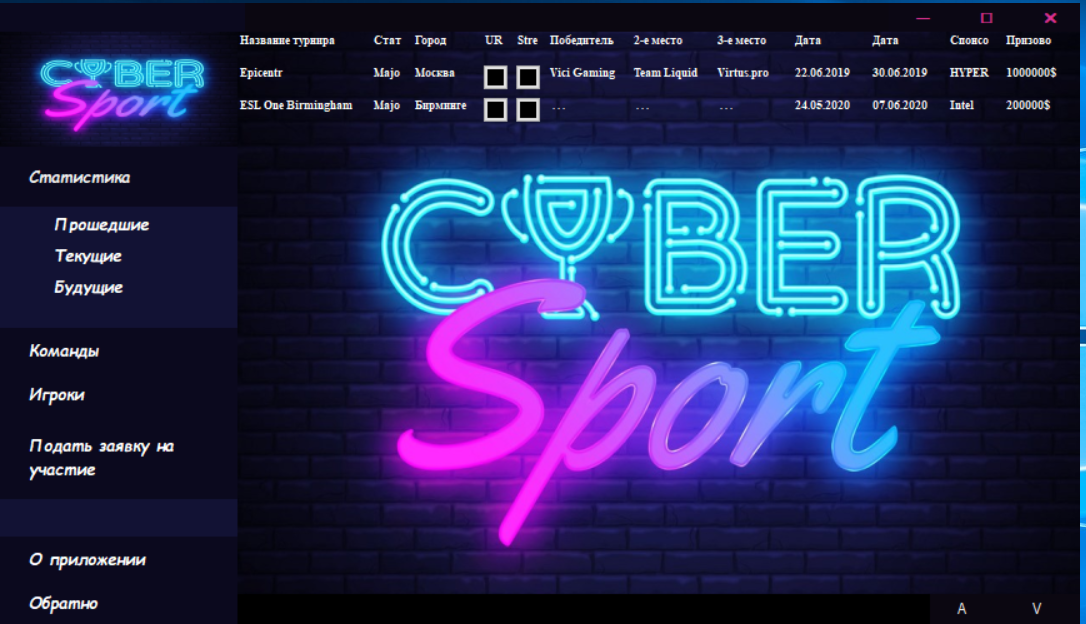 CYBER
Sport
Название турнира Стат Город UR Stre Победитель 2-е место 3-е место Дата Дата Спонсо Призово
Epicentr Majo Москва Vici Gaming Team Liquid Virtus.pro 22.06.2019 30.06.2019 HYPER 1000000$
ESL One Birmingham Majo Бирминге ... ... ... 24.05.2020 07.06.2020 Intel 200000$
Статистика
Прошедшие
Текущие
Будущие
Команды
Игроки
Подать заявку на
участие
О приложении
Обратно
CYBER
Sport
A V